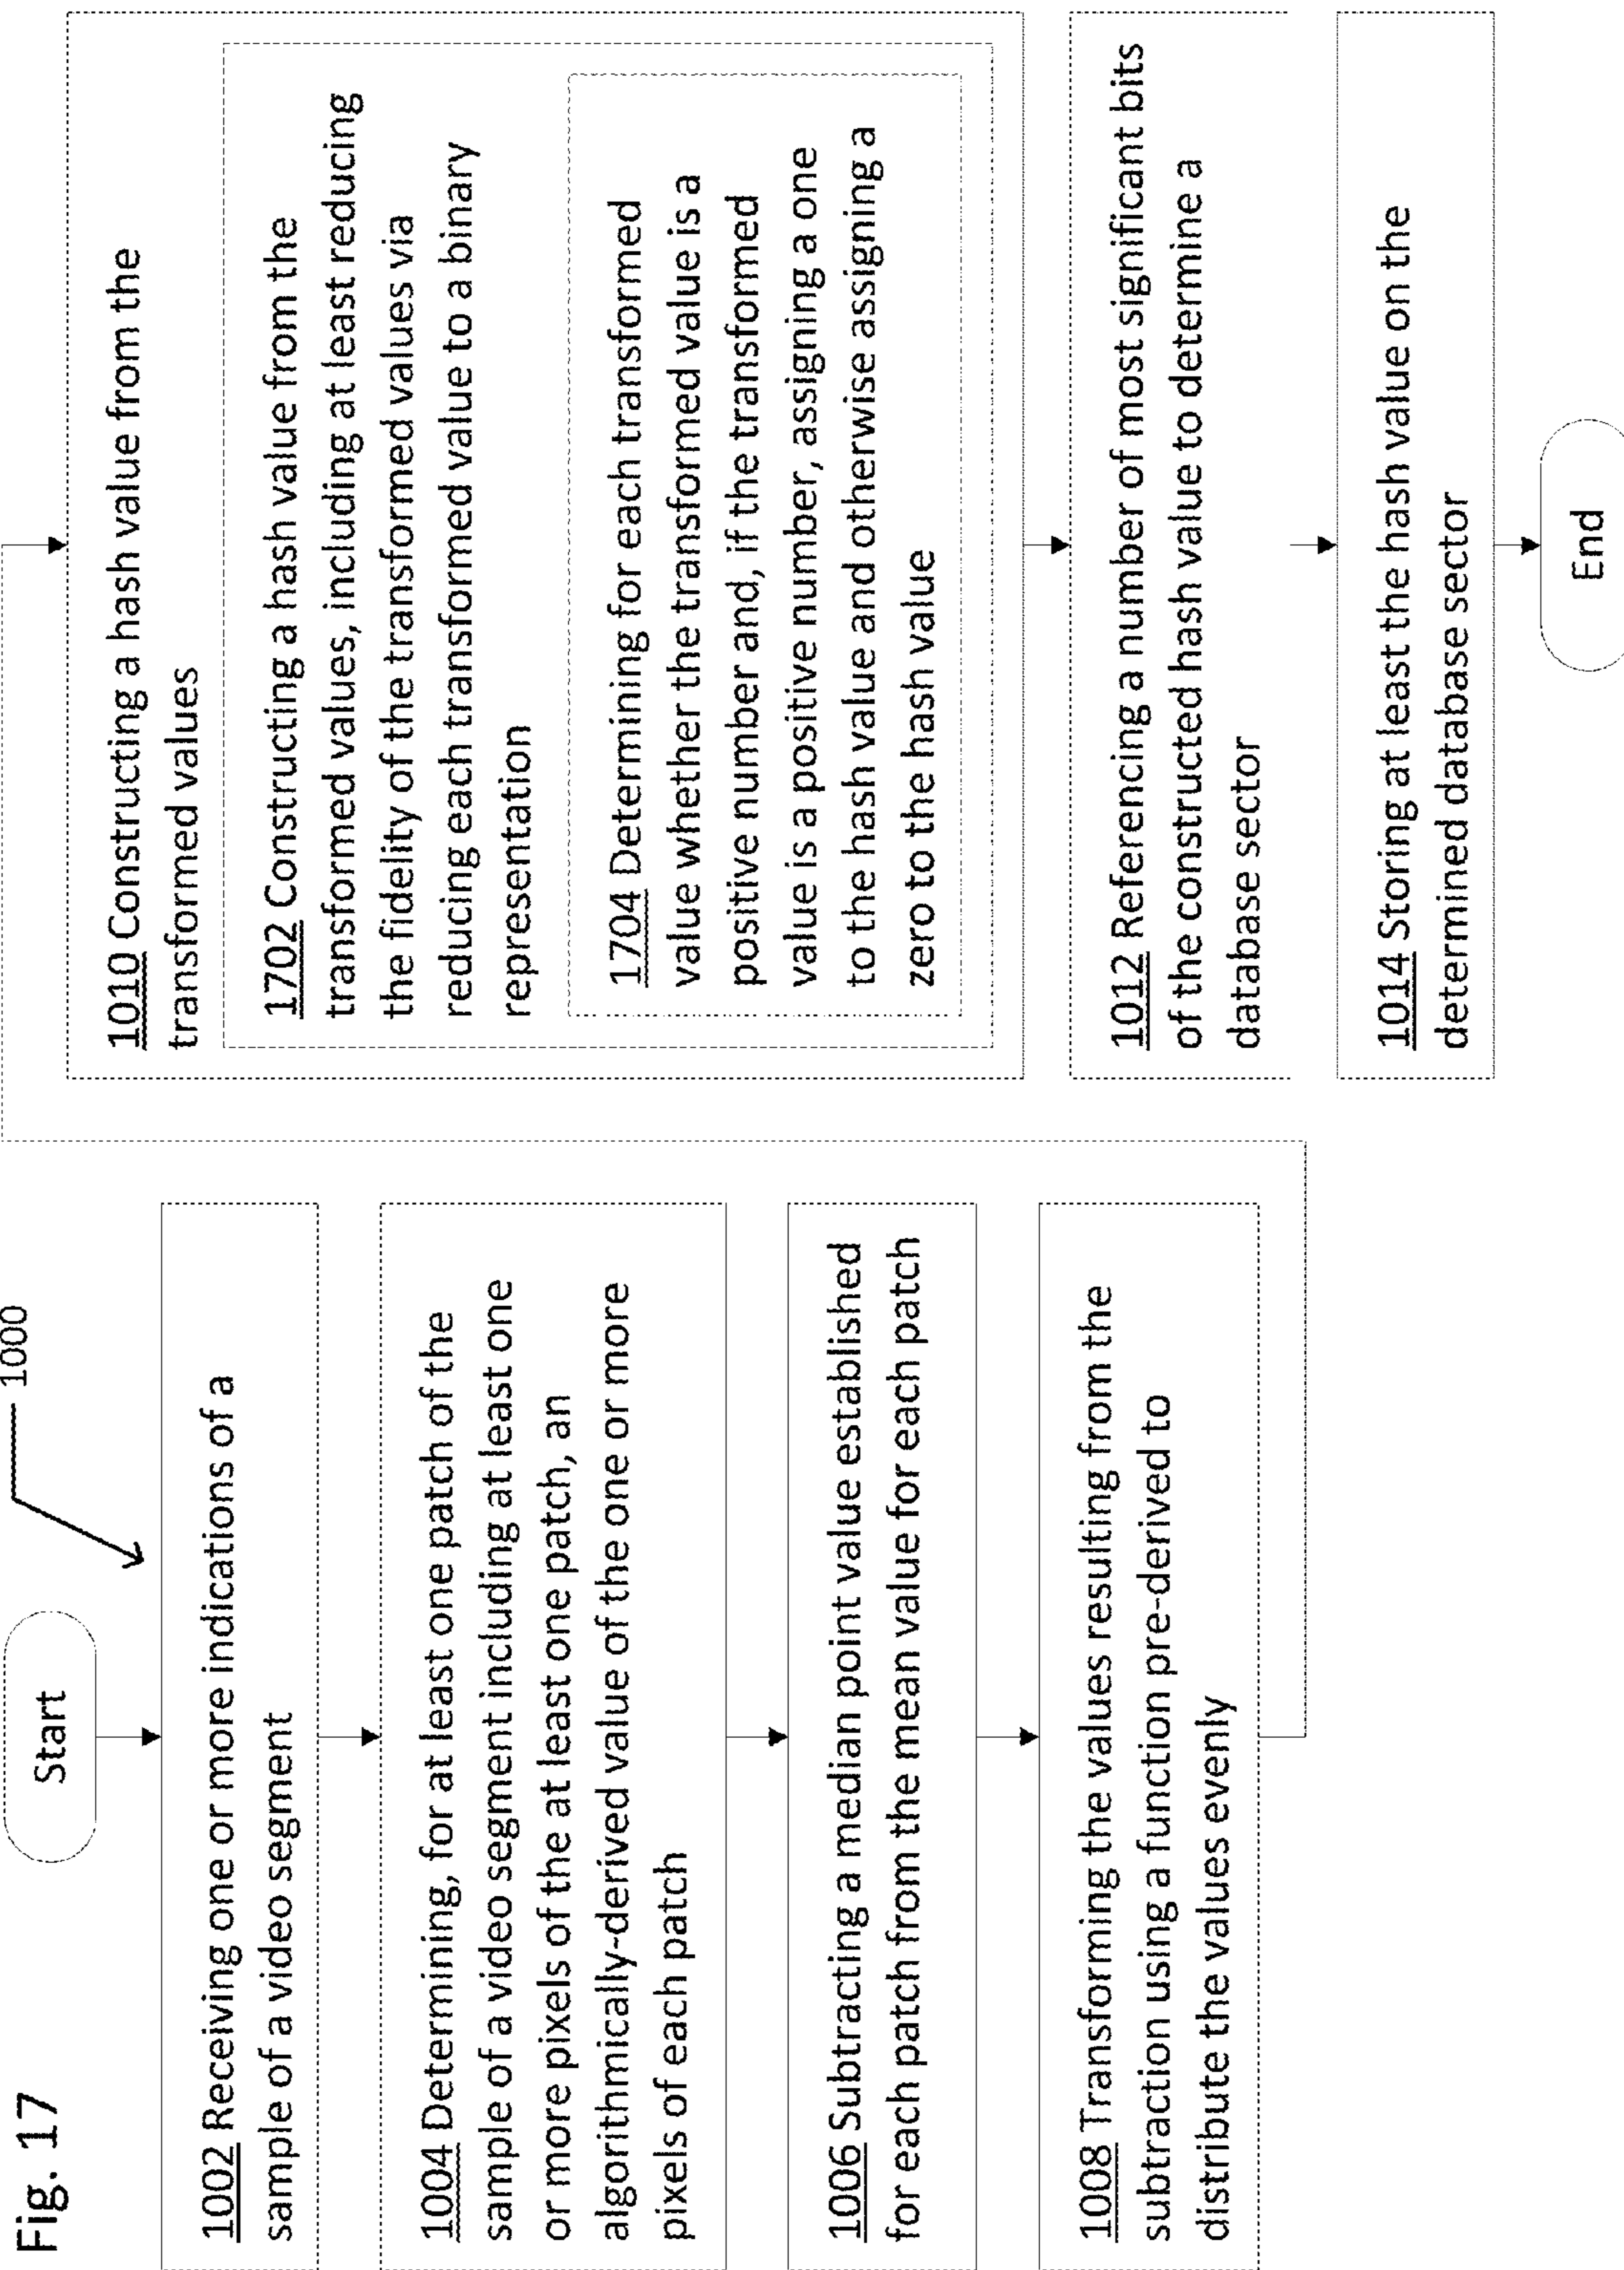 Fig. 17
1000
Start
1002 Receiving one or more indications of a
sample of a video segment
1004 Determining, for at least one patch of the
sample of a video segment including at least one
or more pixels of the at least one patch, an
algorithmically-derived value of the one or more
pixels of each patch
1006 Subtracting a median point value established
for each patch from the mean value for each patch
1008 Transforming the values resulting from the
subtraction using a function pre-derived to
distribute the values evenly
1010 Constructing a hash value from the
transformed values
1702 Constructing a hash value from the
transformed values, including at least reducing
the fidelity of the transformed values via
reducing each transformed value to a binary
representation
1704 Determining for each transformed
value whether the transformed value is a
positive number and, if the transformed
value is a positive number, assigning a one
to the hash value and otherwise assigning a
zero to the hash value
1012 Referencing a number of most significant bits
of the constructed hash value to determine a
database sector
1014 Storing at least the hash value on the
determined database sector
End